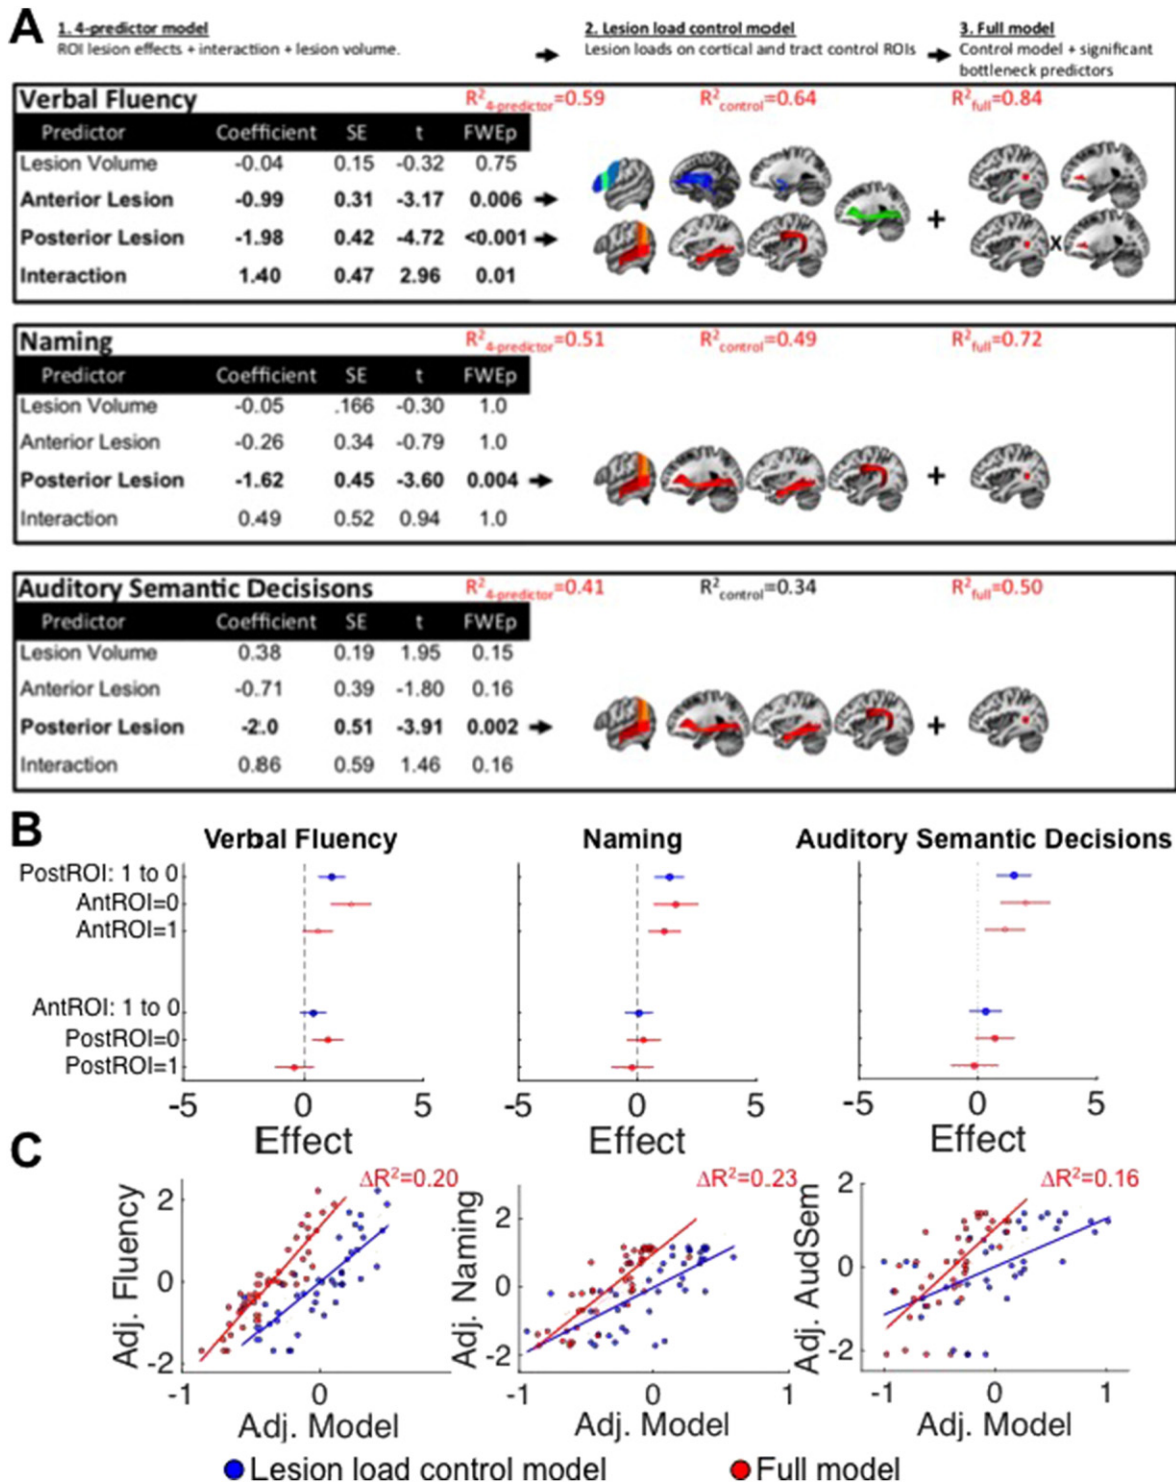 A
1. 4-predictor model
ROI lesion effects + interaction + lesion volume.
2. Lesion load control model
Lesion loads on cortical and tract control ROIs
3. Full model
Control model + significant
bottleneck predictors
Verbal Fluency R²4-predictor=0.59 R²control=0.64 R²full=0.84
Predictor Coefficient SE t FWEp
Lesion Volume -0.04 0.15 -0.32 0.75
Anterior Lesion -0.99 0.31 -3.17 0.006
Posterior Lesion -1.98 0.42 -4.72 <0.001 + X
Interaction 1.40 0.47 2.96 0.01
Naming R²4-predictor=0.51 R²control=0.49 R²full=0.72
Predictor Coefficient SE t FWEp
Lesion Volume -0.05 .166 -0.30 1.0
Anterior Lesion -0.26 0.34 -0.79 1.0
Posterior Lesion -1.62 0.45 -3.60 0.004 +
Interaction 0.49 0.52 0.94 1.0
Auditory Semantic Decisisons R²4-predictor=0.41 R²control=0.34 R²full=0.50
Predictor Coefficient SE t FWEp
Lesion Volume 0.38 0.19 1.95 0.15
Anterior Lesion -0.71 0.39 -1.80 0.16
Posterior Lesion -2.0 0.51 -3.91 0.002 +
Interaction 0.86 0.59 1.46 0.16
B
Verbal Fluency Naming Auditory Semantic Decisions
PostROI: 1 to 0
AntROI=0
AntROI=1
AntROI: 1 to 0
PostROI=0
PostROI=1
-5 0 5 -5 0 5 -5 0 5
Effect Effect Effect
C
ΔR²=0.20 ΔR²=0.23 ΔR²=0.16
Adj. Fluency
2
0
-2
-1 0
Adj. Model
Adj. Naming
2
0
-2
-1 0 1
Adj. Model
Adj. AudSem
2
0
-2
-1 0 1
Adj. Model
Lesion load control model Full model